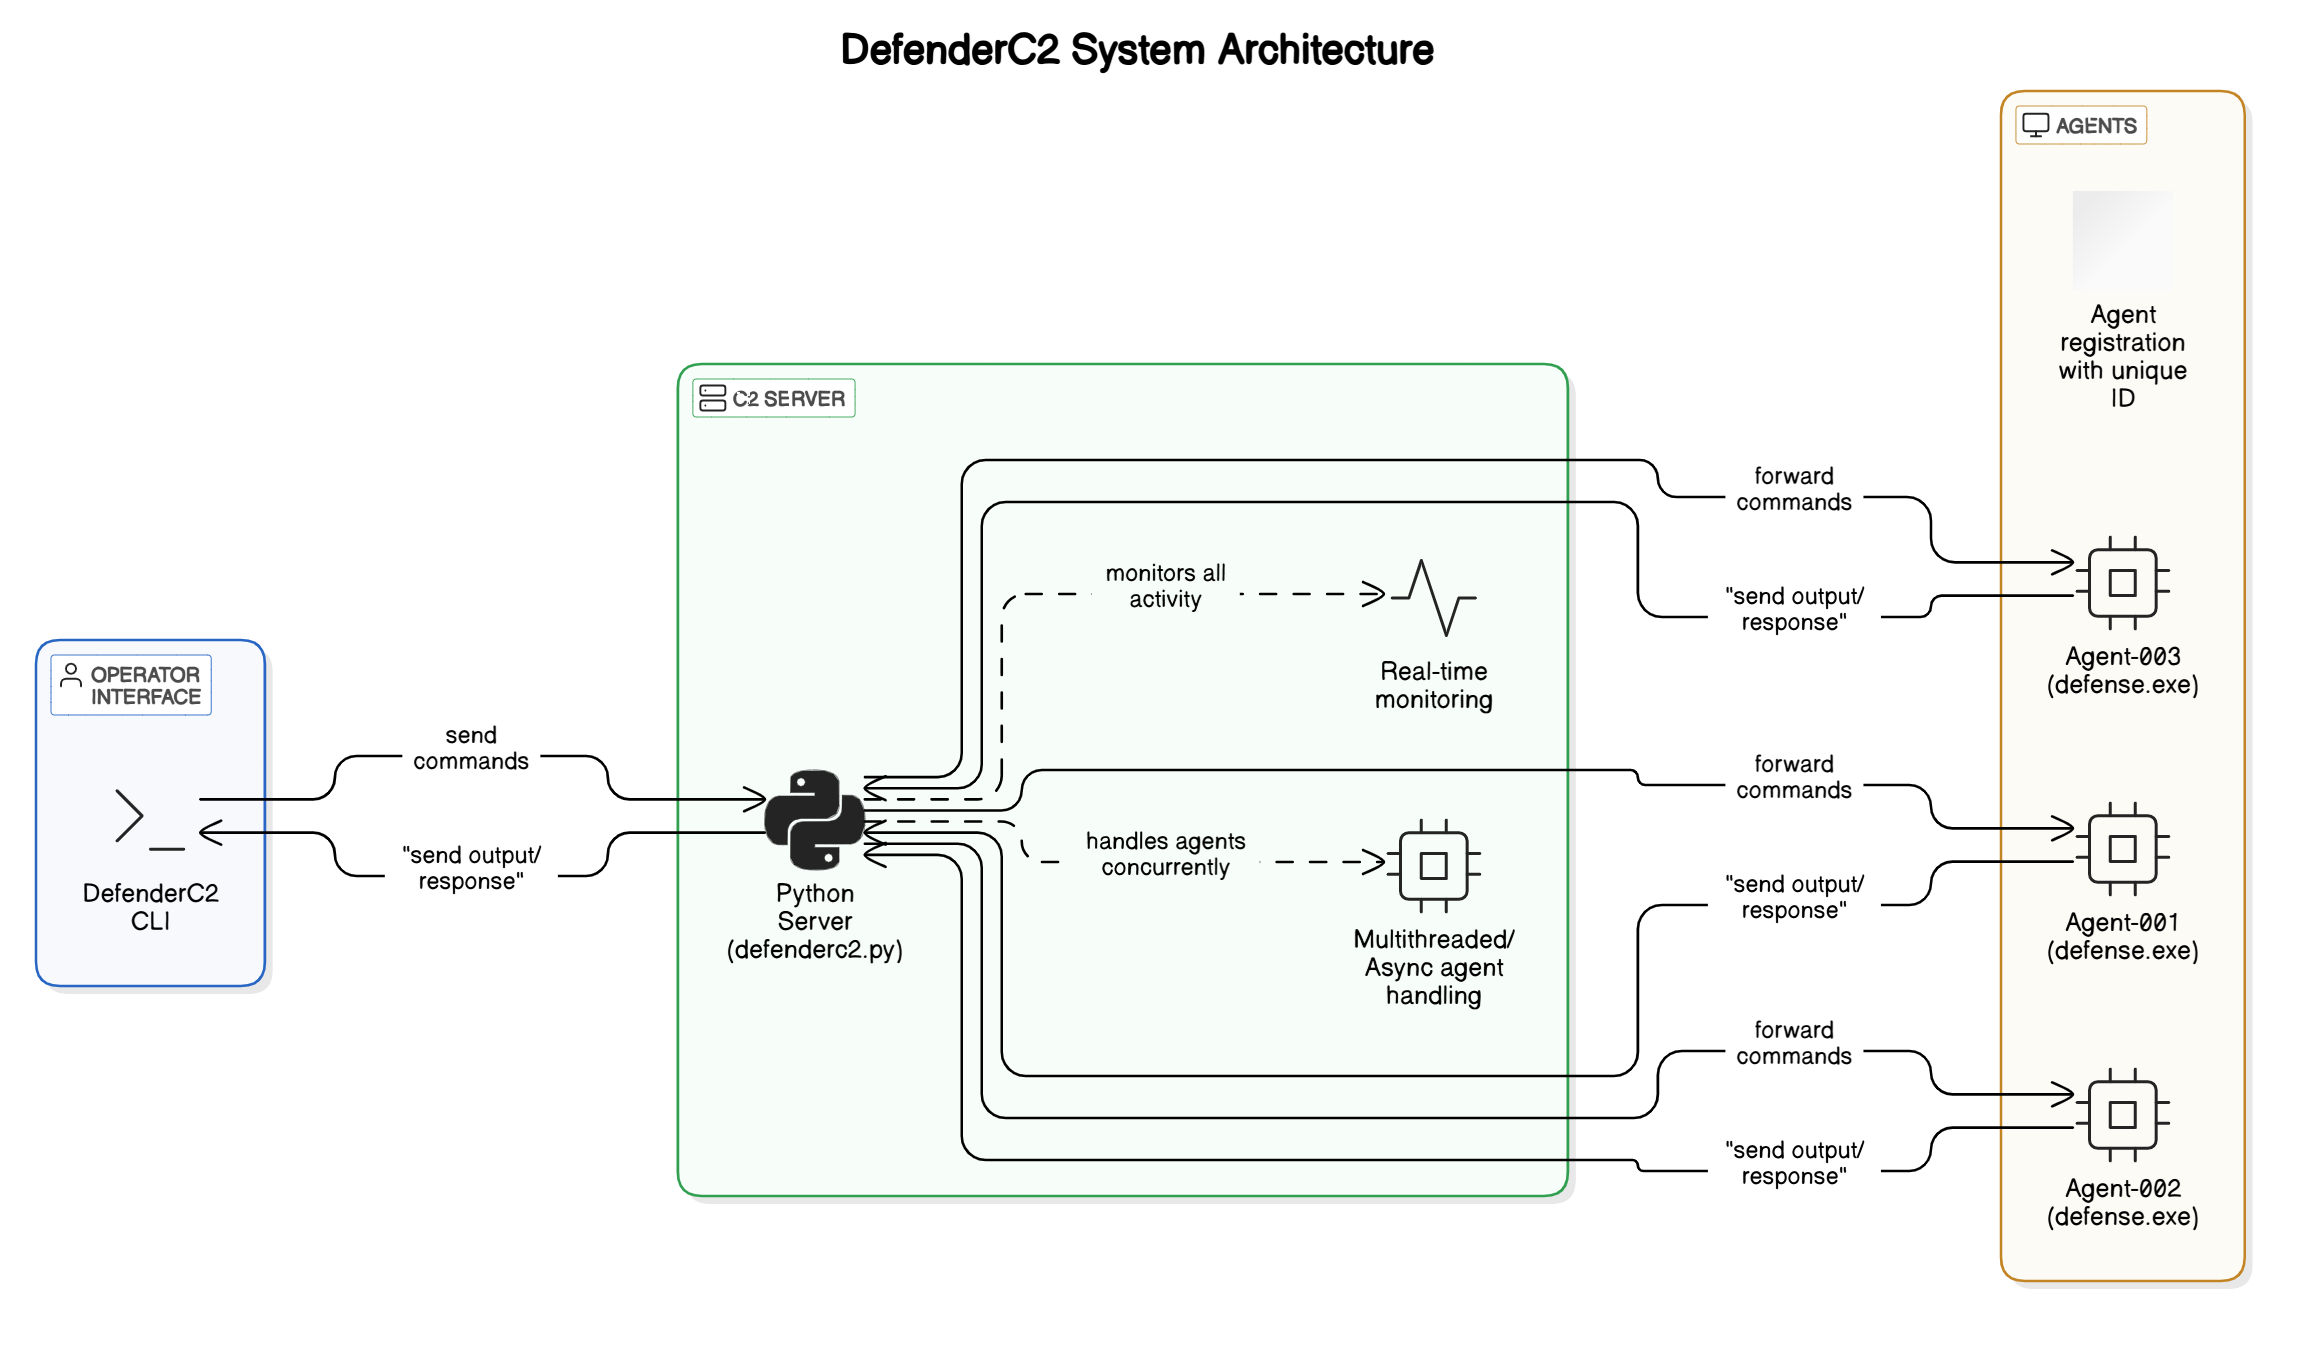 DefenderC2 System Architecture
AGENTS
Agent
registration
with unique
ID
C2 SERVER
forward
commands
monitors all
activity
"send output/
response"
Real-time
monitoring
Agent-003
(defense.exe)
OPERATOR
INTERFACE
send
commands
forward
commands
handles agents
concurrently
"send output/
response"
DefenderC2
CLI
Python
Server
(defenderc2.py)
"send output/
response"
Multithreaded/
Async agent
handling
Agent-001
(defense.exe)
forward
commands
"send output/
response"
Agent-002
(defense.exe)